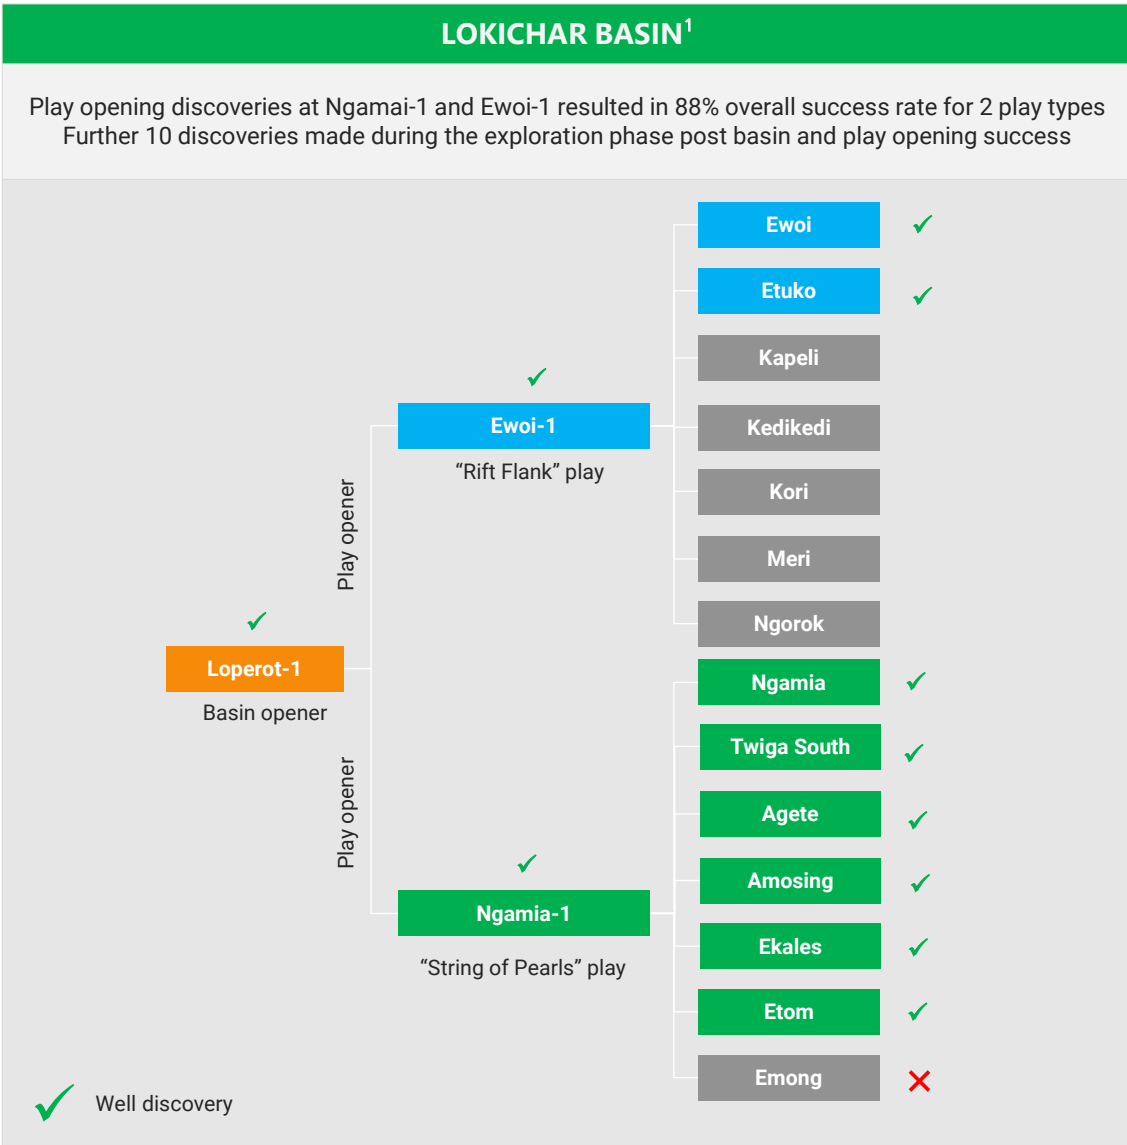 LOKICHAR BASIN¹
Play opening discoveries at Ngamai-1 and Ewoi-1 resulted in 88% overall success rate for 2 play types
Further 10 discoveries made during the exploration phase post basin and play opening success
Ewoi
Etuko
Kapeli
Ewoi-1
Kedikedi
“Rift Flank” play
Kori
Play opener
Meri
Ngorok
Loperot-1
Basin opener
Ngamia
Twiga South
Play opener
Agete
Amosing
Ngamia-1
Ekales
“String of Pearls” play
Etom
Emong
Well discovery